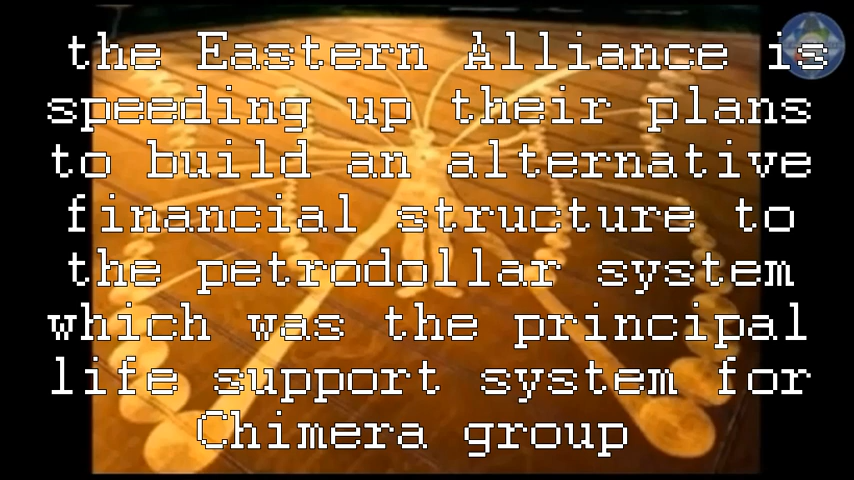 the Eastern Alliance is
speeding up their plans
to build an alternative
financial structure to
the petrodollar system
which was the principal
life support system for
Chimera group